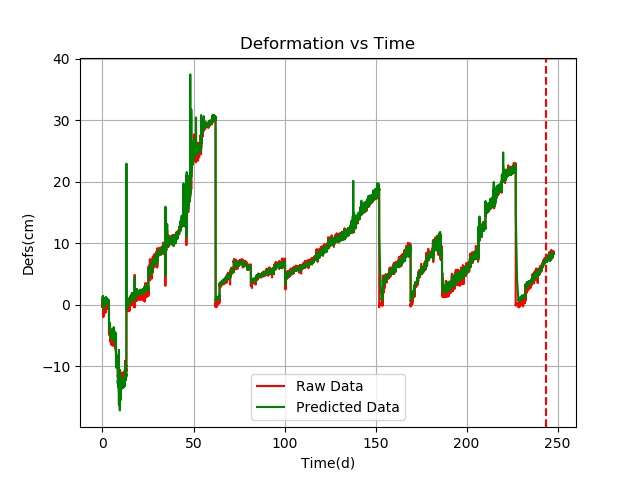 Deformation vs Time
40
30
20
10
0
−10
Defs(cm)
Raw Data
Predicted Data
0 50 100 150 200 250
Time(d)